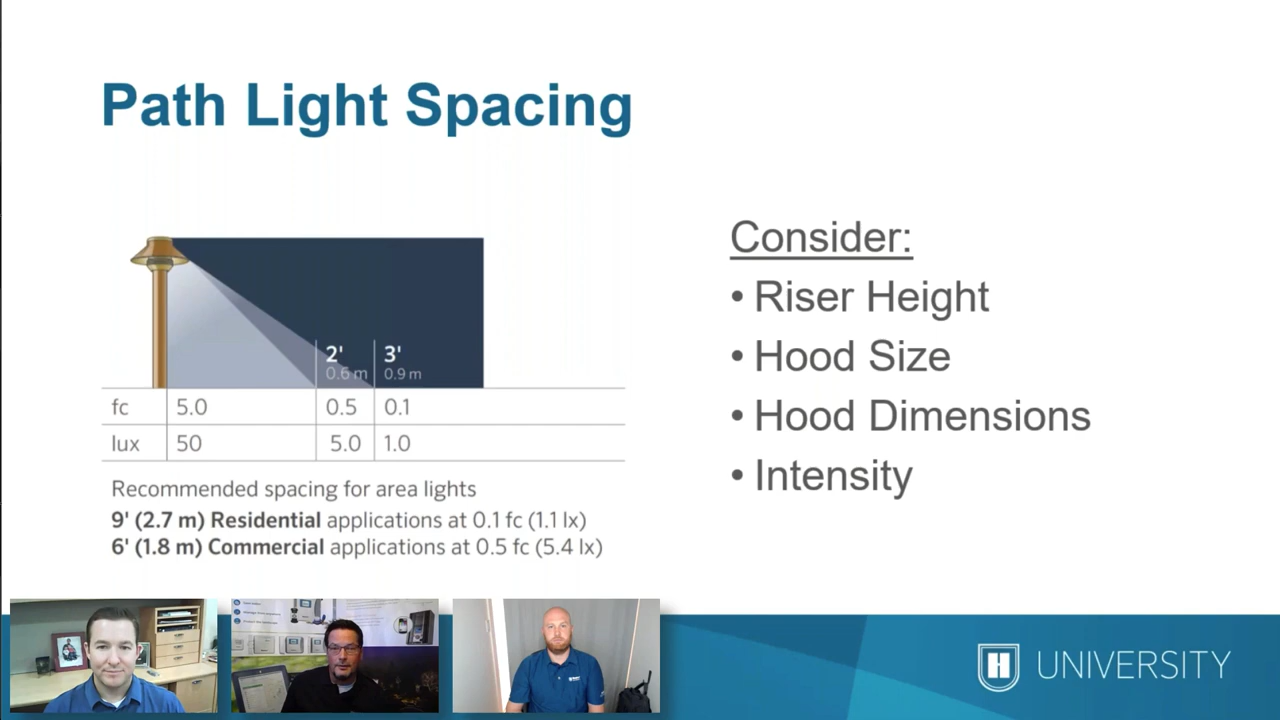 Path Light Spacing
2' 3'
0.6 m 0.9 m
fc 5.0 0.5 0.1
lux 50 5.0 1.0
Recommended spacing for area lights
9' (2.7 m) Residential applications at 0.1 fc (1.1 lx)
6' (1.8 m) Commercial applications at 0.5 fc (5.4 lx)
Consider:
• Riser Height
• Hood Size
• Hood Dimensions
• Intensity
H UNIVERSITY